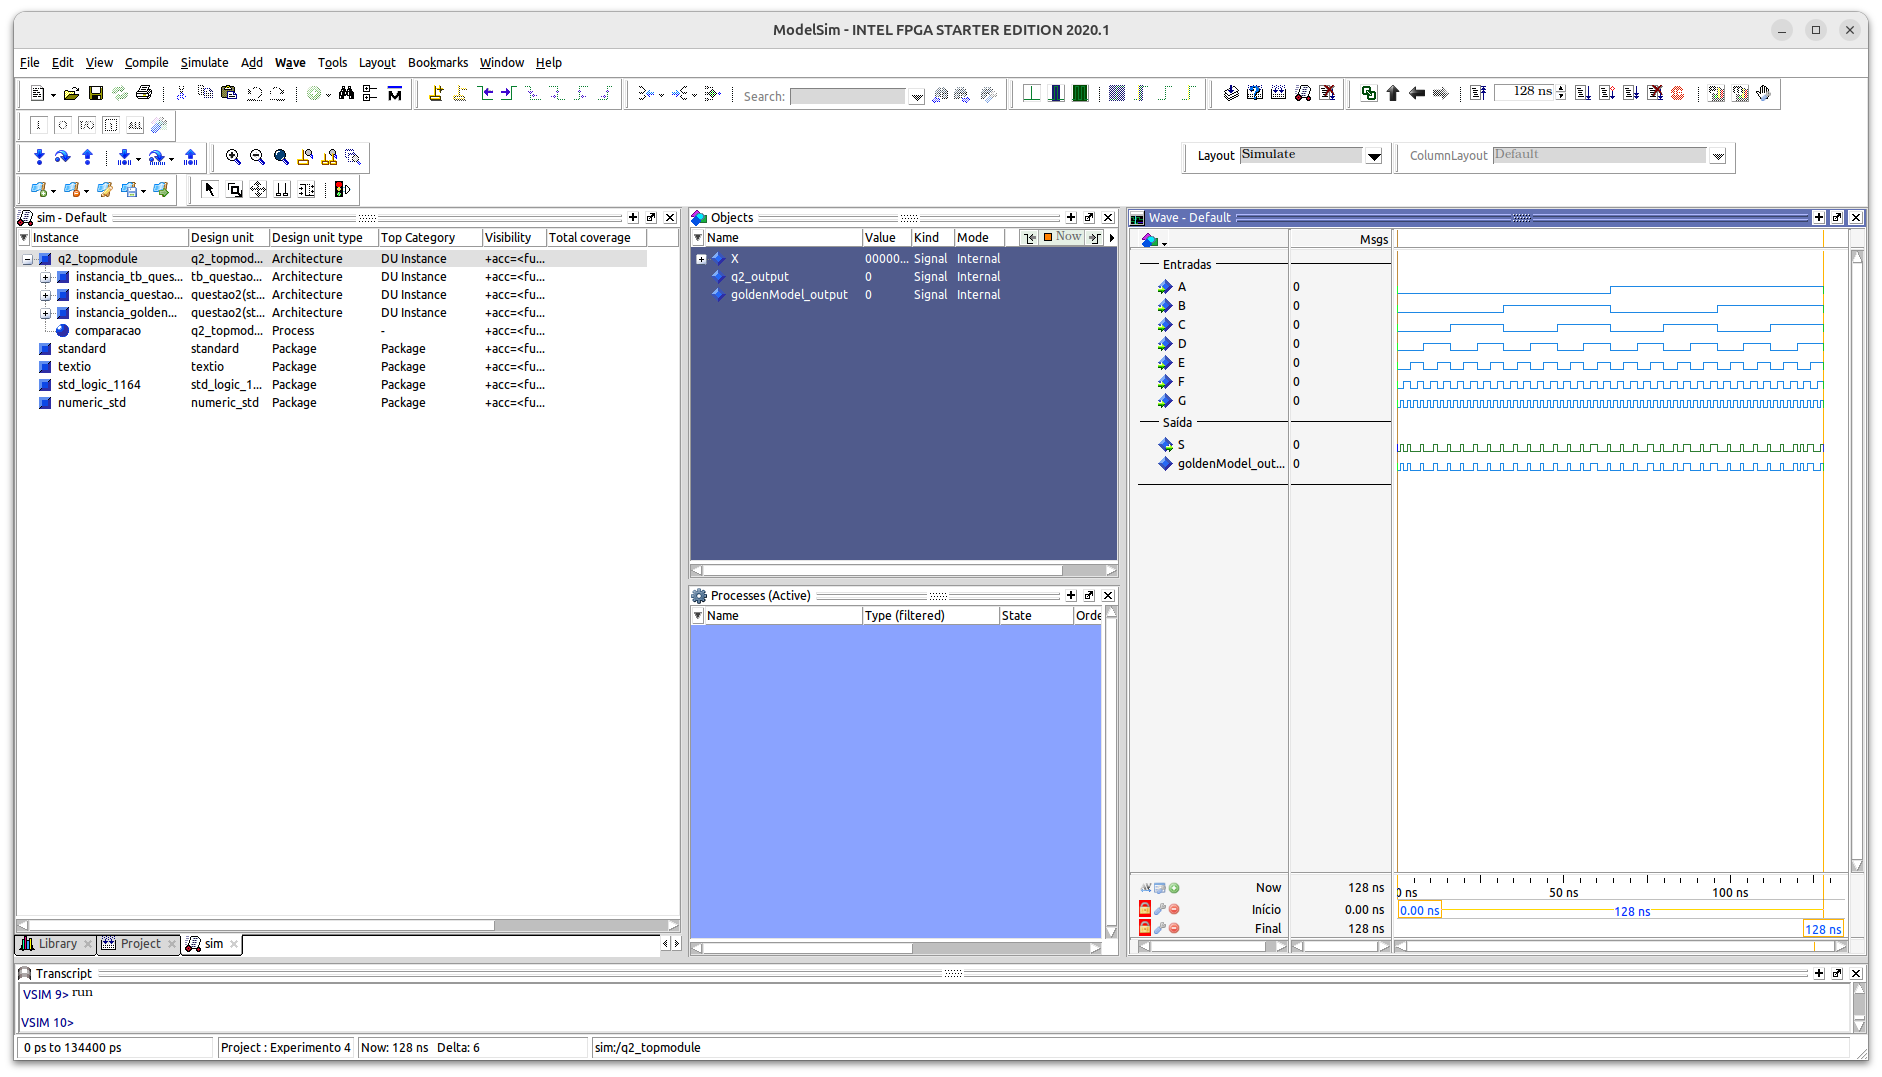 ModelSim - INTEL FPGA STARTER EDITION 2020.1
File Edit View Compile Simulate Add Wave Tools Layout Bookmarks Window Help
Search:
128 ns
ALL
Layout Simulate
ColumnLayout Default
sim - Default
Instance Design unit Design unit type Top Category Visibility Total coverage
q2_topmodule q2_topmod... Architecture DU Instance +acc=<fu...
instancia_tb_ques... tb_questao... Architecture DU Instance +acc=<fu...
instancia_questao... questao2(st... Architecture DU Instance +acc=<fu...
instancia_golden... questao2(st... Architecture DU Instance +acc=<fu...
comparacao q2_topmod... Process - +acc=<fu...
standard standard Package Package +acc=<fu...
textio textio Package Package +acc=<fu...
std_logic_1164 std_logic_1... Package Package +acc=<fu...
numeric_std numeric_std Package Package +acc=<fu...
Library Project sim
Objects
Name Value Kind Mode Now
X 00000... Signal Internal
q2_output 0 Signal Internal
goldenModel_output 0 Signal Internal
Processes (Active)
Name Type (filtered) State Orde
Wave - Default
Msgs
Entradas
A 0
B 0
C 0
D 0
E 0
F 0
G 0
Saída
S 0
goldenModel_out... 0
Now 128 ns
0 ns 50 ns 100 ns
Início 0.00 ns
0.00 ns 128 ns
Final 128 ns
128 ns
Transcript
VSIM 9> run
VSIM 10>
0 ps to 134400 ps Project : Experimento 4 Now: 128 ns Delta: 6 sim:/q2_topmodule